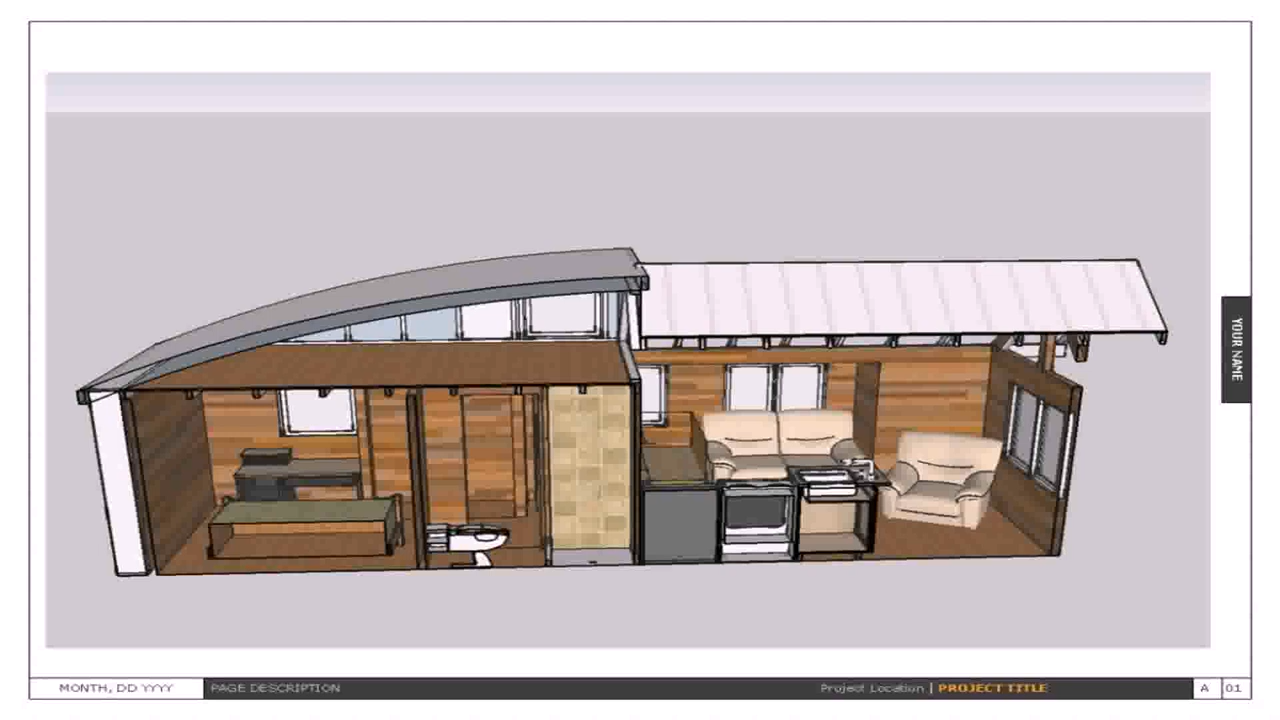 YOUR NAME
MONTH, DD YYYY
PAGE DESCRIPTION
Project Location | PROJECT TITLE
A
01